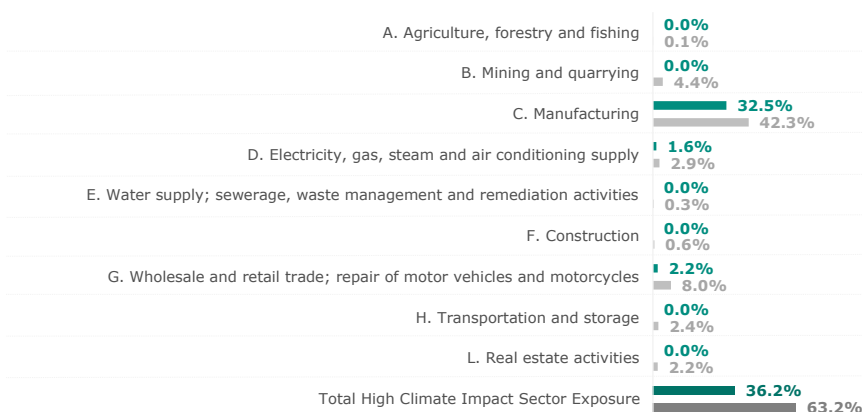 A. Agriculture, forestry and fishing
0.0%
0.1%
B. Mining and quarrying
0.0%
4.4%
C. Manufacturing
32.5%
42.3%
D. Electricity, gas, steam and air conditioning supply
1.6%
2.9%
E. Water supply; sewerage, waste management and remediation activities
0.0%
0.3%
F. Construction
0.0%
0.6%
G. Wholesale and retail trade; repair of motor vehicles and motorcycles
2.2%
8.0%
H. Transportation and storage
0.0%
2.4%
L. Real estate activities
0.0%
2.2%
Total High Climate Impact Sector Exposure
36.2%
63.2%